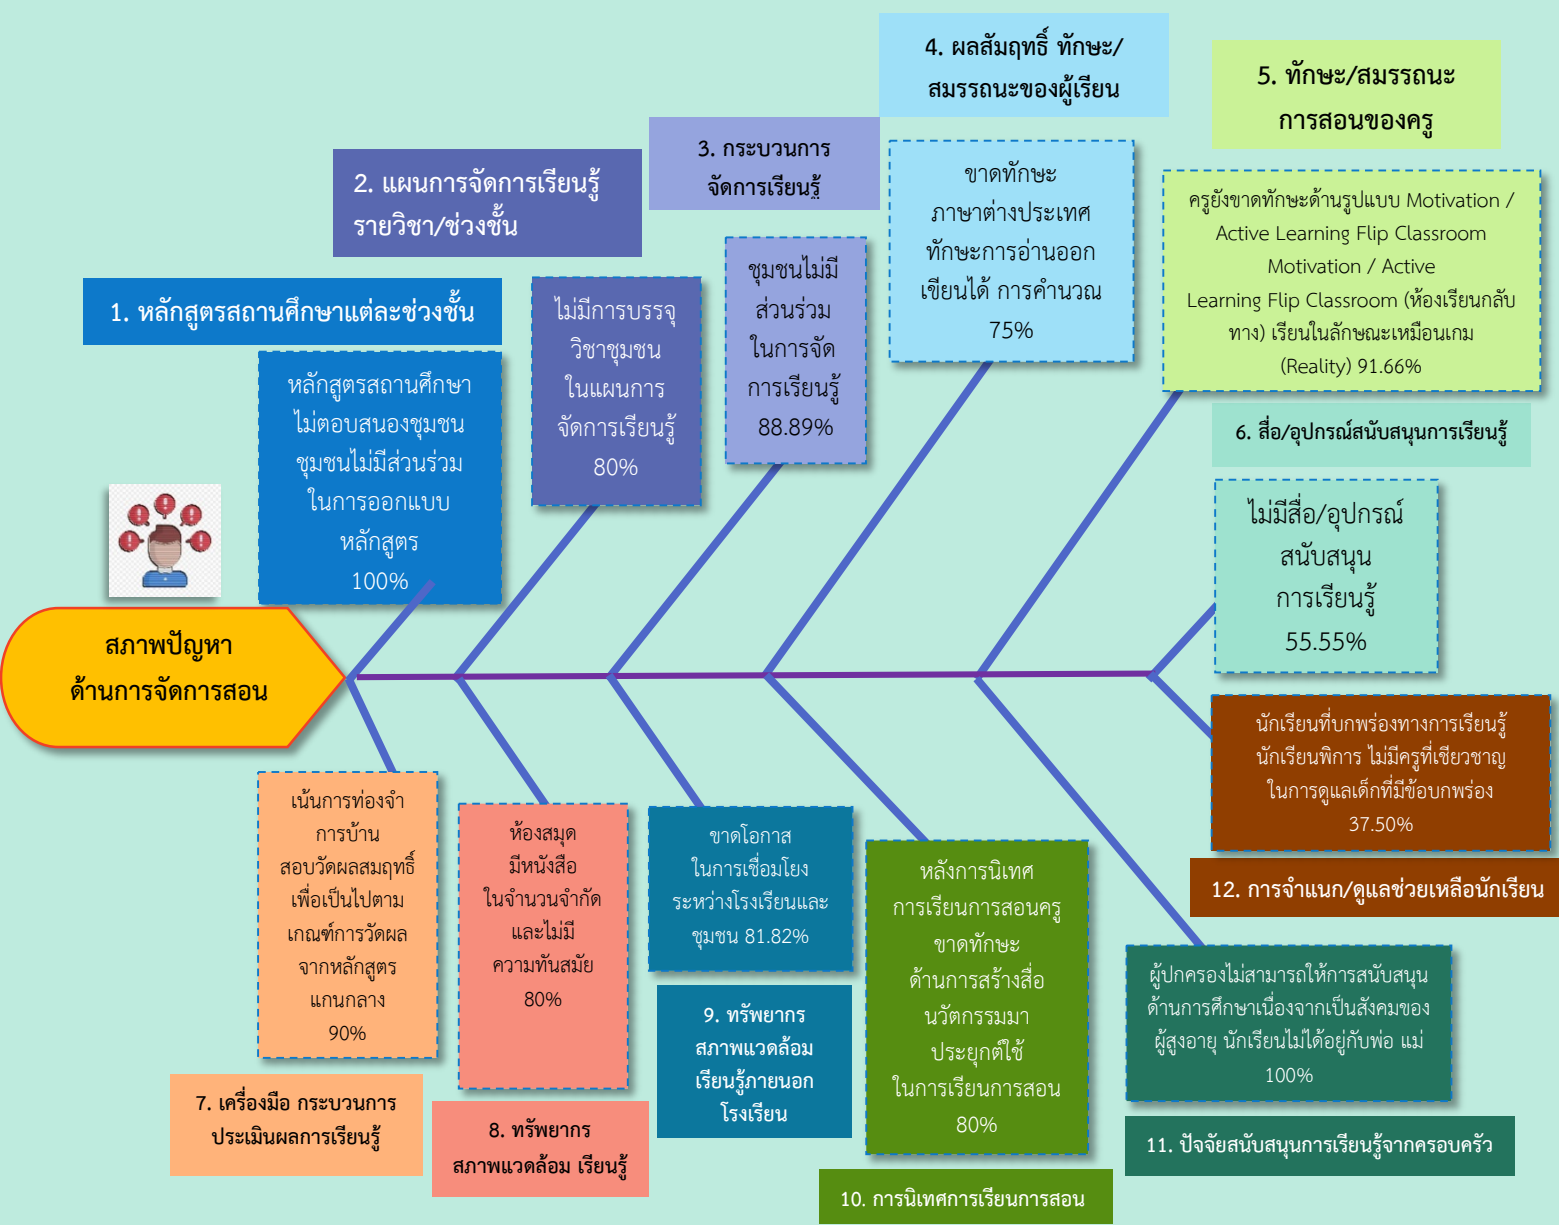 4. ผลสัมฤทธิ์ ทักษะ/
สมรรถนะของผู้เรียน
5. ทักษะ/สมรรถนะ
การสอนของครู
3. กระบวนการ
จัดการเรียนรู้
2. แผนการจัดการเรียนรู้
รายวิชา/ช่วงชั้น
1. หลักสูตรสถานศึกษาแต่ละช่วงชั้น
หลักสูตรสถานศึกษา
ไม่ตอบสนองชุมชน
ชุมชนไม่มีส่วนร่วม
ในการออกแบบ
หลักสูตร
100%
ไม่มีการบรรจุ
วิชาชุมชน
ในแผนการ
จัดการเรียนรู้
80%
ชุมชนไม่มี
ส่วนร่วม
ในการจัด
การเรียนรู้
88.89%
ขาดทักษะ
ภาษาต่างประเทศ
ทักษะการอ่านออก
เขียนได้ การคำนวณ
75%
ครูยังขาดทักษะด้านรูปแบบ Motivation /
Active Learning Flip Classroom
Motivation / Active
Learning Flip Classroom (ห้องเรียนกลับ
ทาง) เรียนในลักษณะเหมือนเกม
(Reality) 91.66%
6. สื่อ/อุปกรณ์สนับสนุนการเรียนรู้
ไม่มีสื่อ/อุปกรณ์
สนับสนุน
การเรียนรู้
55.55%
สภาพปัญหา
ด้านการจัดการสอน
เน้นการท่องจำ
การบ้าน
สอบวัดผลสมฤทธิ์
เพื่อเป็นไปตาม
เกณฑ์การวัดผล
จากหลักสูตร
แกนกลาง
90%
7. เครื่องมือ กระบวนการ
ประเมินผลการเรียนรู้
ห้องสมุด
มีหนังสือ
ในจำนวนจำกัด
และไม่มี
ความทันสมัย
80%
8. ทรัพยากร
สภาพแวดล้อม เรียนรู้
ขาดโอกาส
ในการเชื่อมโยง
ระหว่างโรงเรียนและ
ชุมชน 81.82%
9. ทรัพยากร
สภาพแวดล้อม
เรียนรู้ภายนอก
โรงเรียน
หลังการนิเทศ
การเรียนการสอนครู
ขาดทักษะ
ด้านการสร้างสื่อ
นวัตกรรมมา
ประยุกต์ใช้
ในการเรียนการสอน
80%
10. การนิเทศการเรียนการสอน
นักเรียนที่บกพร่องทางการเรียนรู้
นักเรียนพิการ ไม่มีครูที่เชียวชาญ
ในการดูแลเด็กที่มีข้อบกพร่อง
37.50%
12. การจำแนก/ดูแลช่วยเหลือนักเรียน
ผู้ปกครองไม่สามารถให้การสนับสนุน
ด้านการศึกษาเนื่องจากเป็นสังคมของ
ผู้สูงอายุ นักเรียนไม่ได้อยู่กับพ่อ แม่
100%
11. ปัจจัยสนับสนุนการเรียนรู้จากครอบครัว